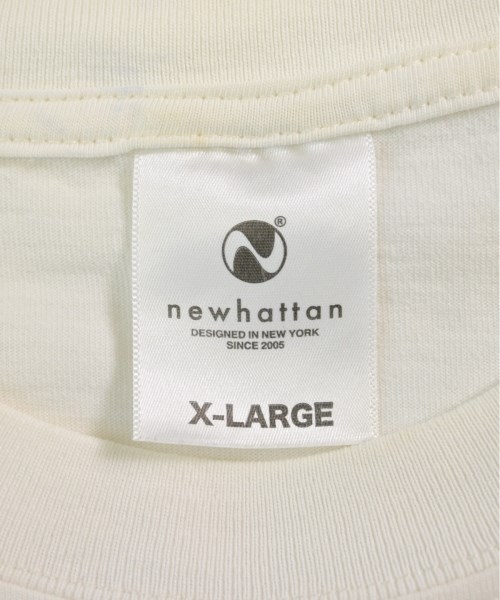 ®
newhattan
DESIGNED IN NEW YORK
SINCE 2005
X-LARGE